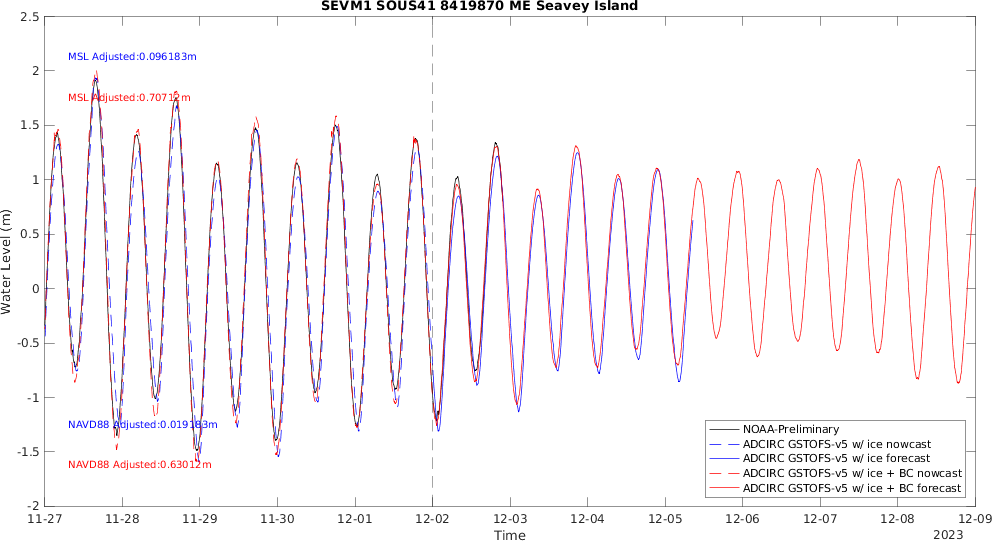 SEVM1 SOUS41 8419870 ME Seavey Island
2.5
2
1.5
1
0.5
0
-0.5
-1
-1.5
-2
Water Level (m)
MSL Adjusted:0.096183m
MSL Adjusted:0.70712m
NAVD88 Adjusted:0.019183m
NAVD88 Adjusted:0.63012m
NOAA-Preliminary
ADCIRC GSTOFS-v5 w/ ice nowcast
ADCIRC GSTOFS-v5 w/ ice forecast
ADCIRC GSTOFS-v5 w/ ice + BC nowcast
ADCIRC GSTOFS-v5 w/ ice + BC forecast
11-27 11-28 11-29 11-30 12-01 12-02 12-03 12-04 12-05 12-06 12-07 12-08 12-09
Time
2023